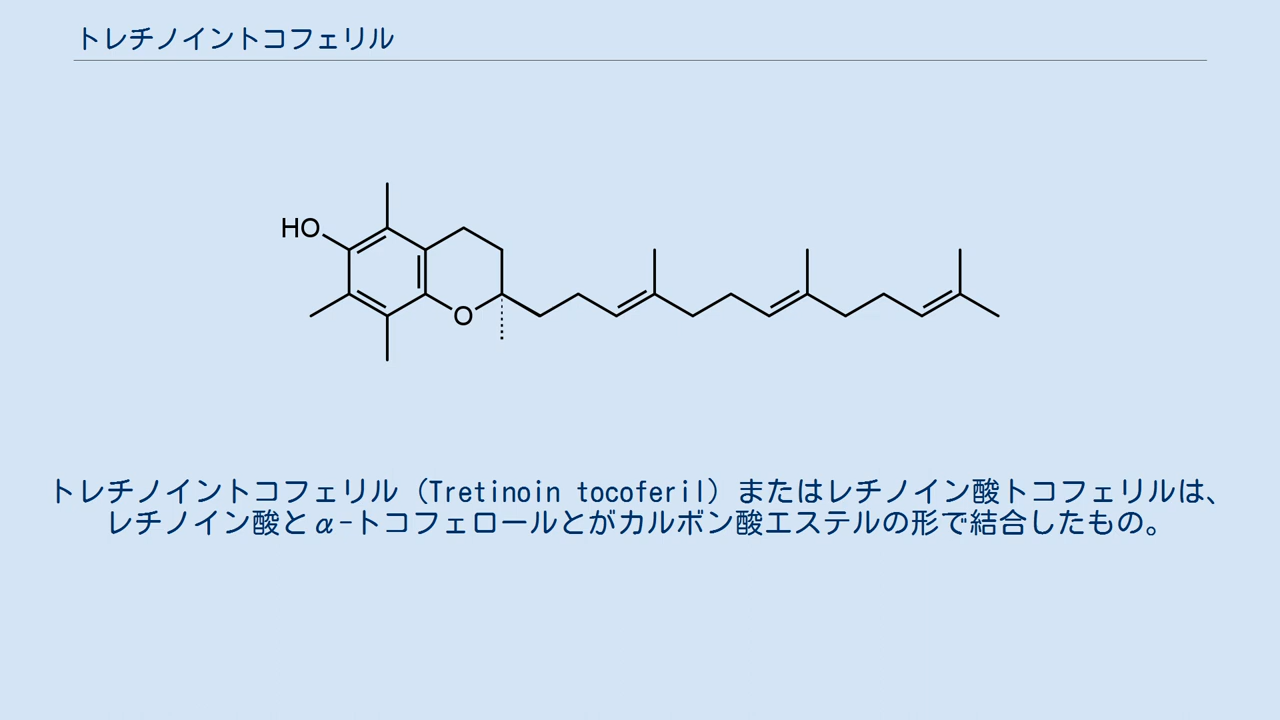 トレチノイントコフェリル
HO
O
トレチノイントコフェリル（Tretinoin tocoferil）またはレチノイン酸トコフェリルは、
レチノイン酸とα-トコフェロールとがカルボン酸エステルの形で結合したもの。